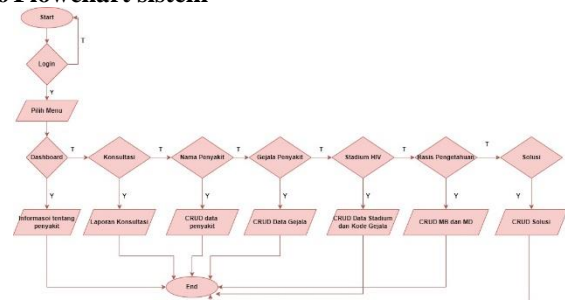 Flowchart sistem
Start
T
Login
Y
Pilih Menu
Dashboard
T
Konsultasi
T
Nama Penyakit
T
Gejala Penyakit
T
Stadium HIV
T
Basis Pengetahuan
T
Solusi
Y
Y
Y
Y
Y
Y
Y
Informasoi tentang
penyakit
Laporan Konsultasi
CRUD data
penyakit
CRUD Data Gejala
CRUD Data Stadium
dan Kode Gejala
CRUD MB dan MD
CRUD Solusi
End